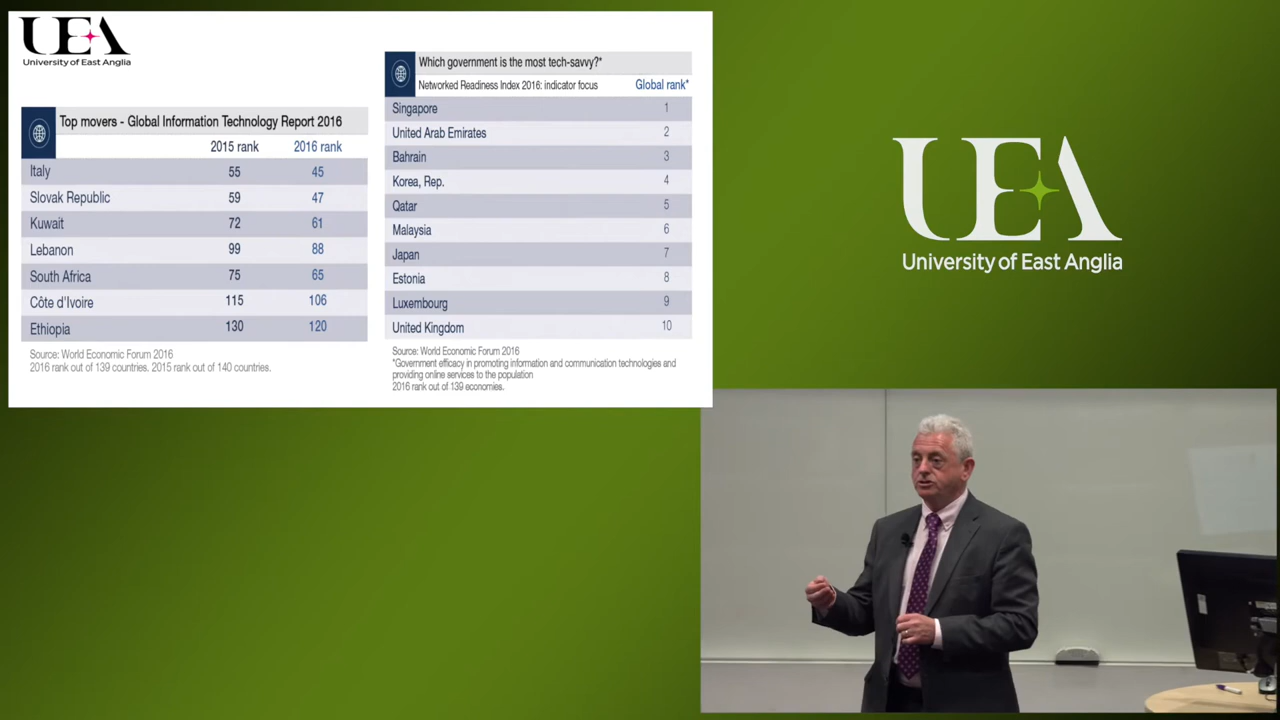 UEA
University of East Anglia
Top movers - Global Information Technology Report 2016
2015 rank 2016 rank
Italy 55 45
Slovak Republic 59 47
Kuwait 72 61
Lebanon 99 88
South Africa 75 65
Côte d'Ivoire 115 106
Ethiopia 130 120
Source: World Economic Forum 2016
2016 rank out of 139 countries. 2015 rank out of 140 countries.
Which government is the most tech-savvy?*
Networked Readiness Index 2016: indicator focus Global rank*
Singapore 1
United Arab Emirates 2
Bahrain 3
Korea, Rep. 4
Qatar 5
Malaysia 6
Japan 7
Estonia 8
Luxembourg 9
United Kingdom 10
Source: World Economic Forum 2016
*Government efficacy in promoting information and communication technologies and
providing online services to the population
2016 rank out of 139 economies.
UEA
University of East Anglia